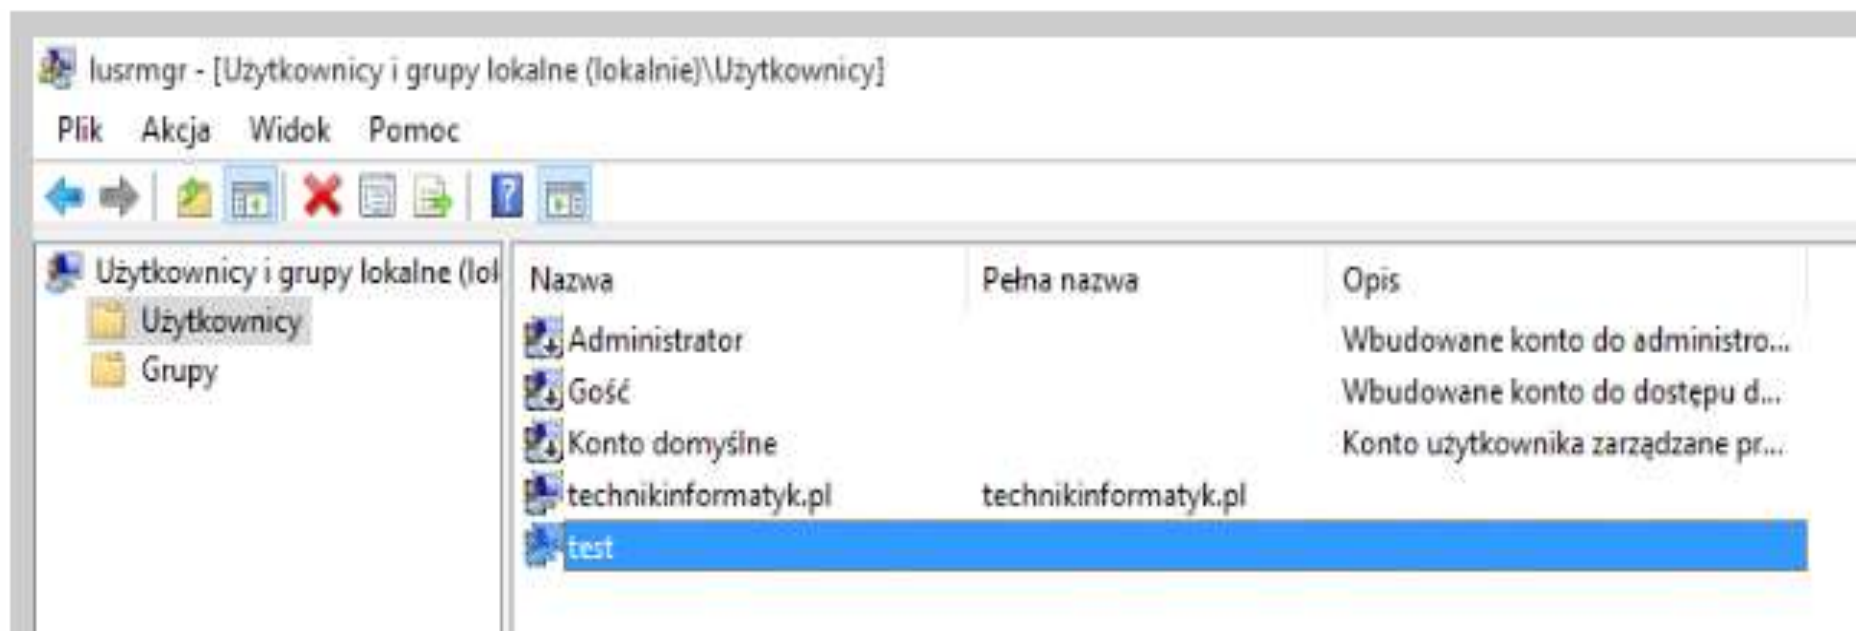 lusrmgr - [Użytkownicy i grupy lokalne (lokalnie)\Użytkownicy]
Plik Akcja Widok Pomoc
Użytkownicy i grupy lokalne (lok
Użytkownicy
Grupy
Nazwa Pełna nazwa Opis
Administrator Wbudowane konto do administro...
Gość Wbudowane konto do dostępu d...
Konto domyślne Konto użytkownika zarządzane pr...
technikinformatyk.pl technikinformatyk.pl
test